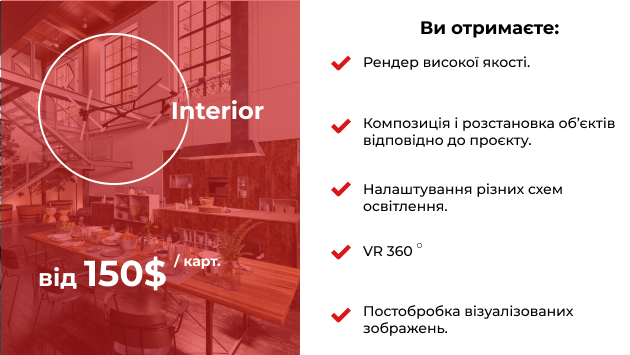 Interior
від 150$ / карт.
Ви отримаєте:
Рендер високої якості.
Композиція і розстановка об’єктів
відповідно до проєкту.
Налаштування різних схем
освітлення.
VR 360 °
Постобробка візуалізованих
зображень.